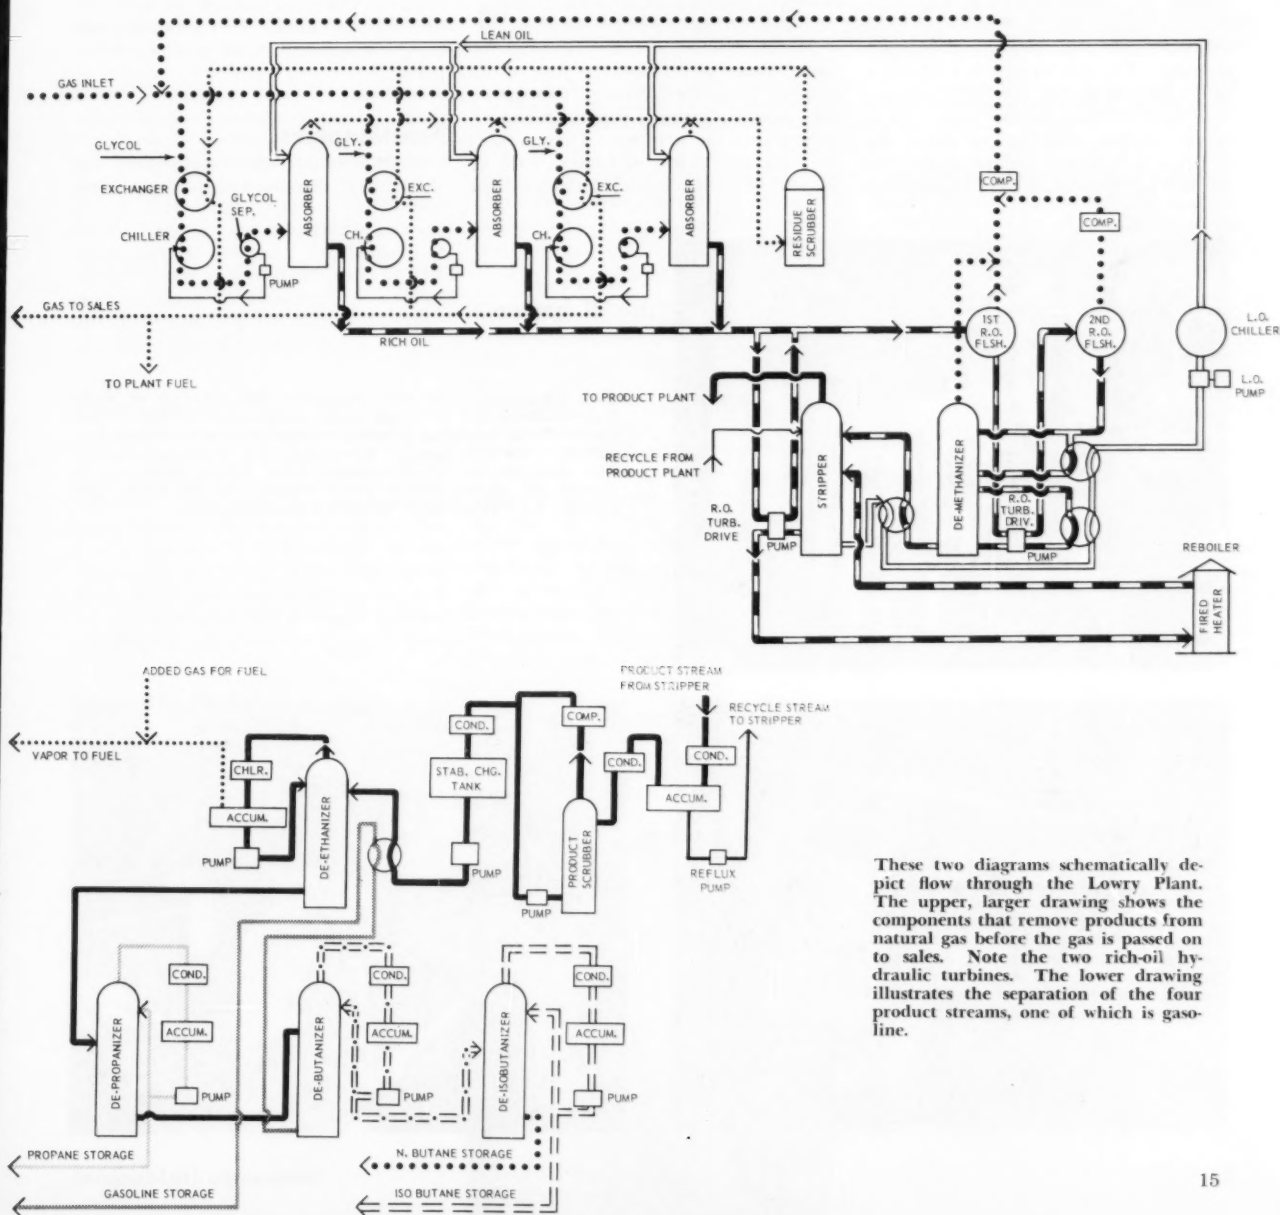 LEAN OIL
GAS INLET
GLYCOL
GLY.
GLY.
EXCHANGER
GLYCOL
SEP.
ABSORBER
EXC.
ABSORBER
EXC.
ABSORBER
RESIDUE
SCRUBBER
COMP.
COMP.
CHILLER
CH.
CH.
PUMP
GAS TO SALES
RICH OIL
1ST
R.O.
FLSH.
2ND
R.O.
FLSH.
L.O.
CHILLER
TO PLANT FUEL
TO PRODUCT PLANT
L.O.
PUMP
RECYCLE FROM
PRODUCT PLANT
STRIPPER
DE-METHANIZER
R.O.
TURB.
DRIVE
PUMP
R.O.
TURB.
DRIV.
PUMP
REBOILER
FIRED
HEATER
ADDED GAS FOR FUEL
PRODUCT STREAM
FROM STRIPPER
RECYCLE STREAM
TO STRIPPER
VAPOR TO FUEL
CHLR.
ACCUM.
PUMP
DE-ETHANIZER
COND.
STAB. CHG.
TANK
PUMP
COMP.
PRODUCT
SCRUBBER
PUMP
COND.
COND.
ACCUM.
REFLUX
PUMP
These two diagrams schematically de-
pict flow through the Lowry Plant.
The upper, larger drawing shows the
components that remove products from
natural gas before the gas is passed on
to sales. Note the two rich-oil hy-
draulic turbines. The lower drawing
illustrates the separation of the four
product streams, one of which is gaso-
line.
DE-PROPANIZER
COND.
ACCUM.
PUMP
DE-BUTANIZER
COND.
ACCUM.
PUMP
DE-ISOBUTANIZER
COND.
ACCUM.
PUMP
PROPANE STORAGE
N. BUTANE STORAGE
GASOLINE STORAGE
ISO BUTANE STORAGE
15